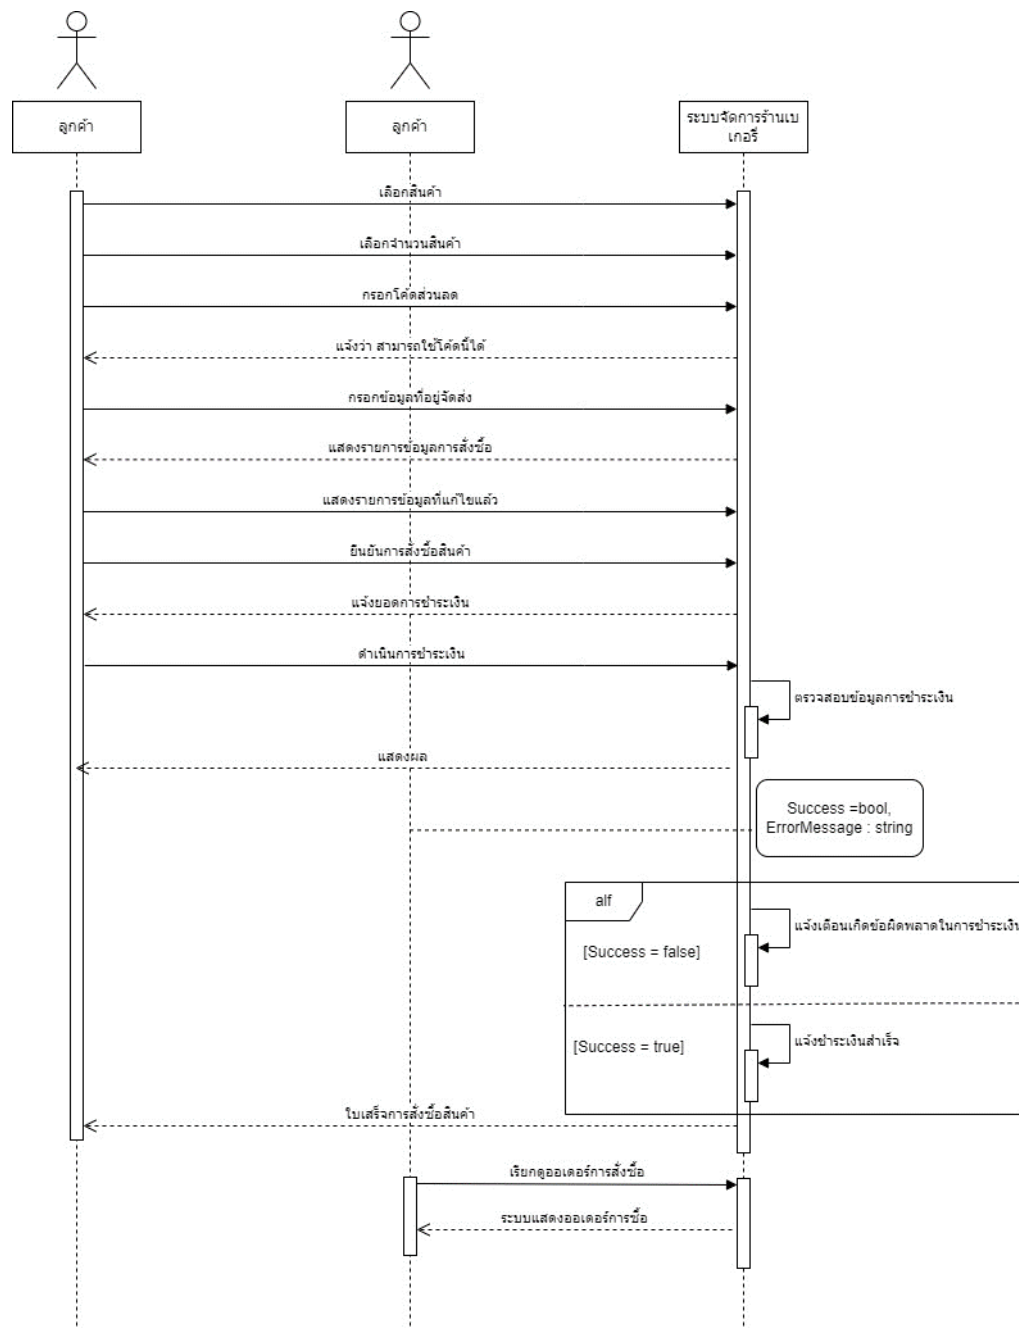 ลูกค้า
ลูกค้า
ระบบจัดการร้านเบ
เกอรี่
เลือกสินค้า
เลือกจำนวนสินค้า
กรอกโค้ดส่วนลด
แจ้งว่า สามารถใช้โค้ดนี้ได้
กรอกข้อมูลที่อยู่จัดส่ง
แสดงรายการข้อมูลการสั่งซื้อ
แสดงรายการข้อมูลที่แก้ไขแล้ว
ยืนยันการสั่งซื้อสินค้า
แจ้งยอดการชำระเงิน
ดำเนินการชำระเงิน
ตรวจสอบข้อมูลการชำระเงิน
แสดงผล
Success =bool,
ErrorMessage : string
alf
แจ้งเตือนเกิดข้อผิดพลาดในการชำระเงิน
[Success = false]
แจ้งชำระเงินสำเร็จ
[Success = true]
ใบเสร็จการสั่งซื้อสินค้า
เรียกดูออเดอร์การสั่งซื้อ
ระบบแสดงออเดอร์การซื้อ